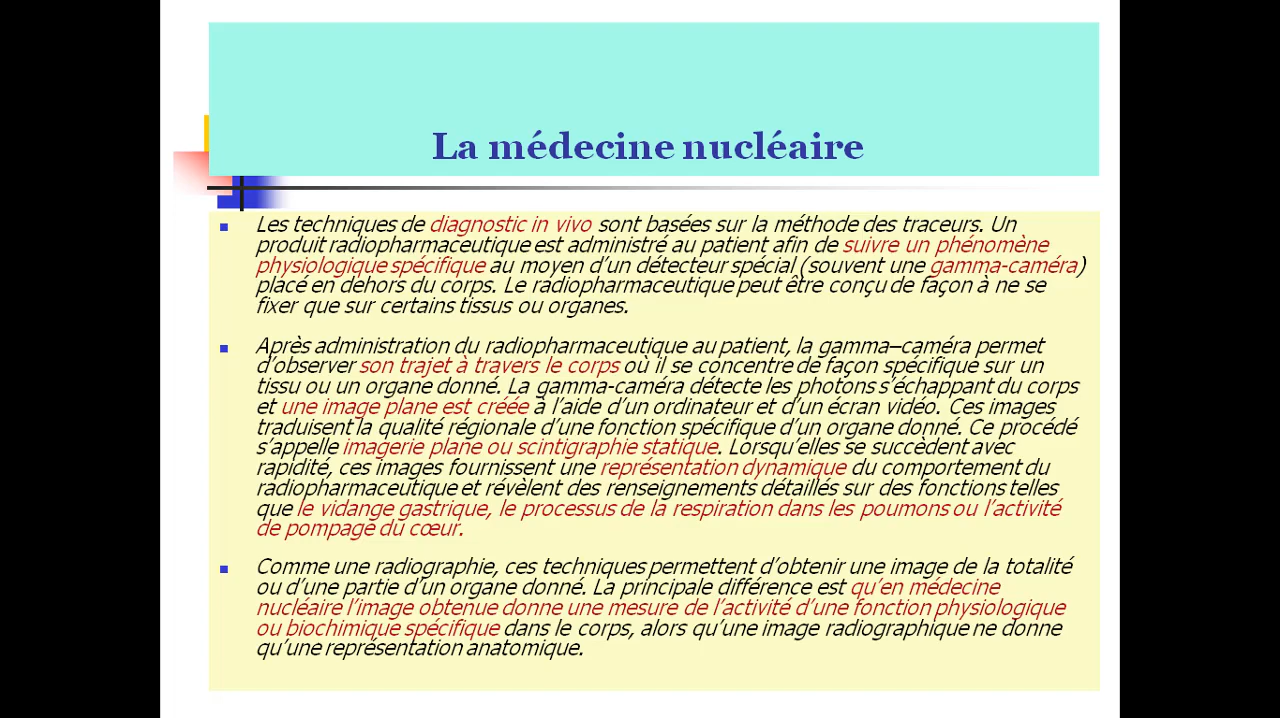 La médecine nucléaire
Les techniques de diagnostic in vivo sont basées sur la méthode des traceurs. Un
produit radiopharmaceutique est administré au patient afin de suivre un phénomène
physiologique spécifique au moyen d'un détecteur spécial (souvent une gamma-caméra)
placé en dehors du corps. Le radiopharmaceutique peut être conçu de façon à ne se
fixer que sur certains tissus ou organes.
Après administration du radiopharmaceutique au patient, la gamma–caméra permet
d'observer son trajet à travers le corps où il se concentre de façon spécifique sur un
tissu ou un organe donné. La gamma-caméra détecte les photons s'échappant du corps
et une image plane est créée à l'aide d'un ordinateur et d'un écran vidéo. Ces images
traduisent la qualité régionale d'une fonction spécifique d'un organe donné. Ce procédé
s'appelle imagerie plane ou scintigraphie statique. Lorsqu'elles se succèdent avec
rapidité, ces images fournissent une représentation dynamique du comportement du
radiopharmaceutique et révèlent des renseignements détaillés sur des fonctions telles
que le vidange gastrique, le processus de la respiration dans les poumons ou l'activité
de pompage du cœur.
Comme une radiographie, ces techniques permettent d'obtenir une image de la totalité
ou d'une partie d'un organe donné. La principale différence est qu'en médecine
nucléaire l'image obtenue donne une mesure de l'activité d'une fonction physiologique
ou biochimique spécifique dans le corps, alors qu'une image radiographique ne donne
qu'une représentation anatomique.